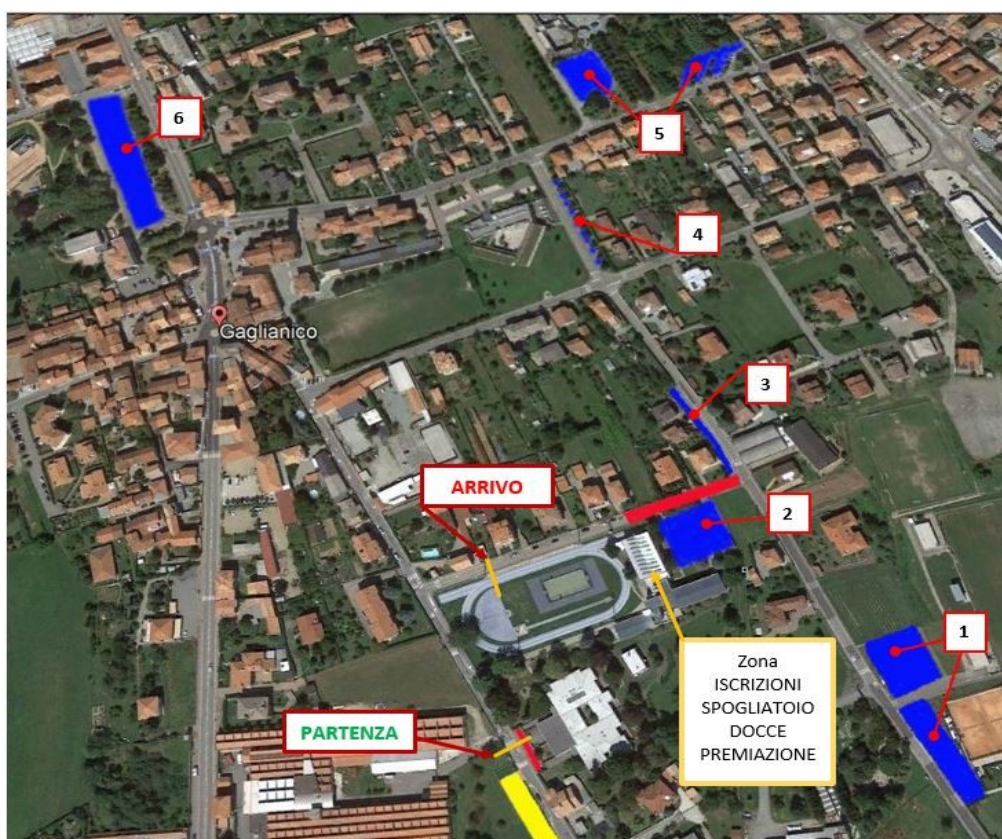 6
5
4
Gaglianico
3
ARRIVO
2
1
Zona
ISCRIZIONI
SPOGLIATOIO
DOCCE
PREMIAZIONE
PARTENZA